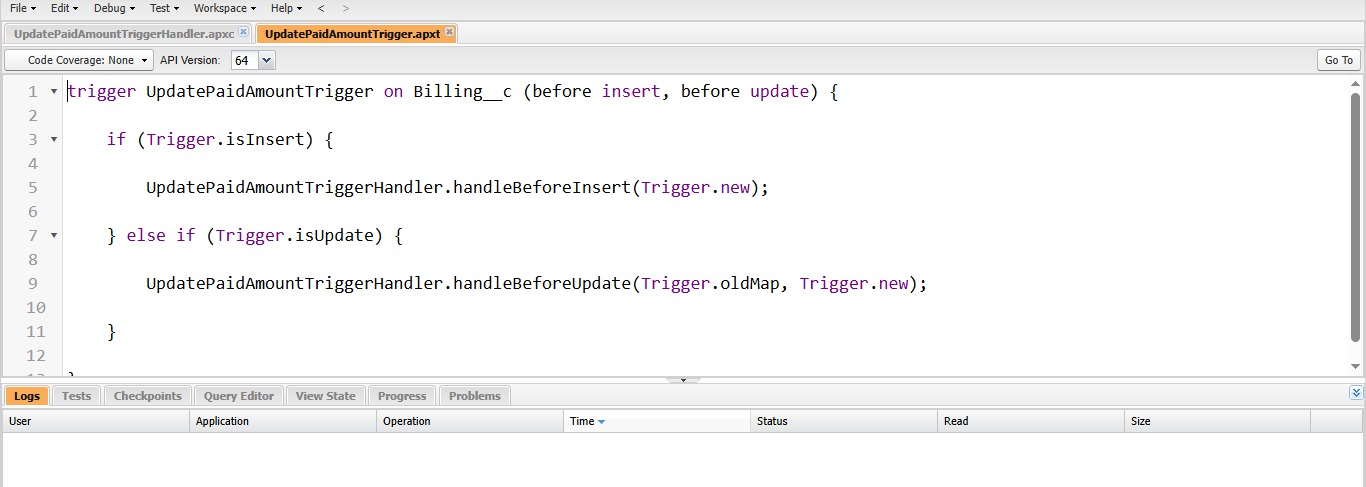 File Edit Debug Test Workspace Help < >
UpdatePaidAmountTriggerHandler.apxc UpdatePaidAmountTrigger.apxt
Code Coverage: None API Version: 64 Go To
1 trigger UpdatePaidAmountTrigger on Billing__c (before insert, before update) {
2
3 if (Trigger.isInsert) {
4
5 UpdatePaidAmountTriggerHandler.handleBeforeInsert(Trigger.new);
6
7 } else if (Trigger.isUpdate) {
8
9 UpdatePaidAmountTriggerHandler.handleBeforeUpdate(Trigger.oldMap, Trigger.new);
10
11 }
12
Logs Tests Checkpoints Query Editor View State Progress Problems
User Application Operation Time Status Read Size